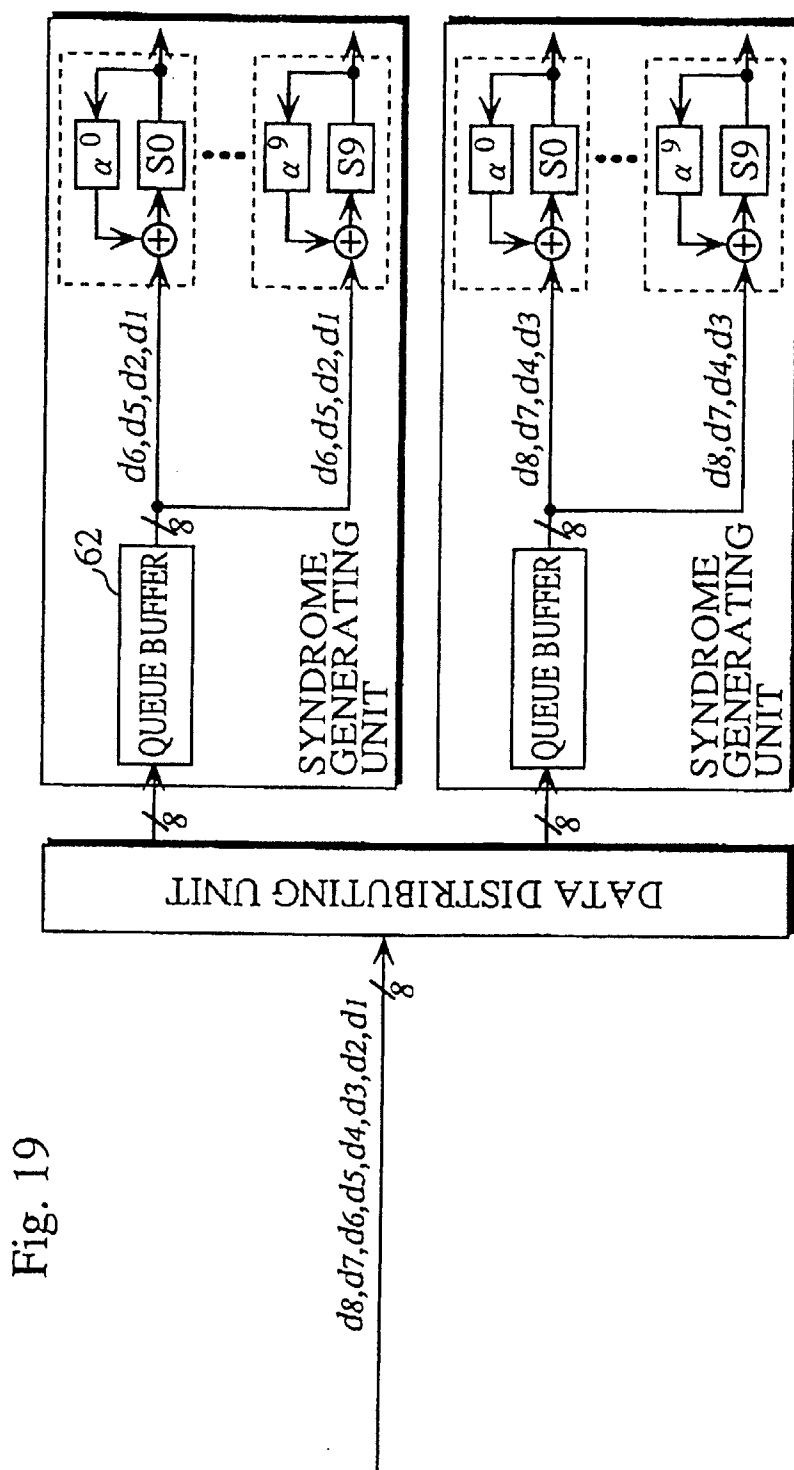 Fig. 19
d8,d7,d6,d5,d4,d3,d2,d1
8
DATA DISTRIBUTING UNIT
8
QUEUE BUFFER
62
8
SYNDROME
GENERATING
UNIT
d6,d5,d2,d1
d6,d5,d2,d1
α0
S0
α9
S9
8
QUEUE BUFFER
8
SYNDROME
GENERATING
UNIT
d8,d7,d4,d3
d8,d7,d4,d3
α0
S0
α9
S9